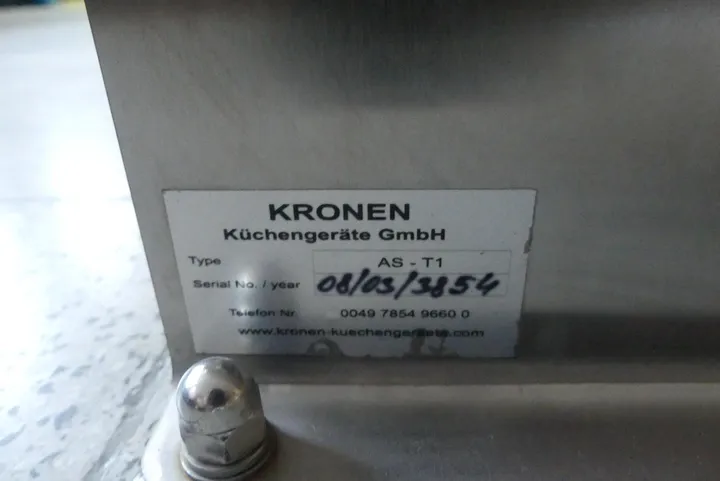 KRONEN
Küchengeräte GmbH
Type AS - T1
Serial No. / year 08/03/3854
Telefon Nr. 0049 7854 9660 0
www.kronen-kuechengeraete.com